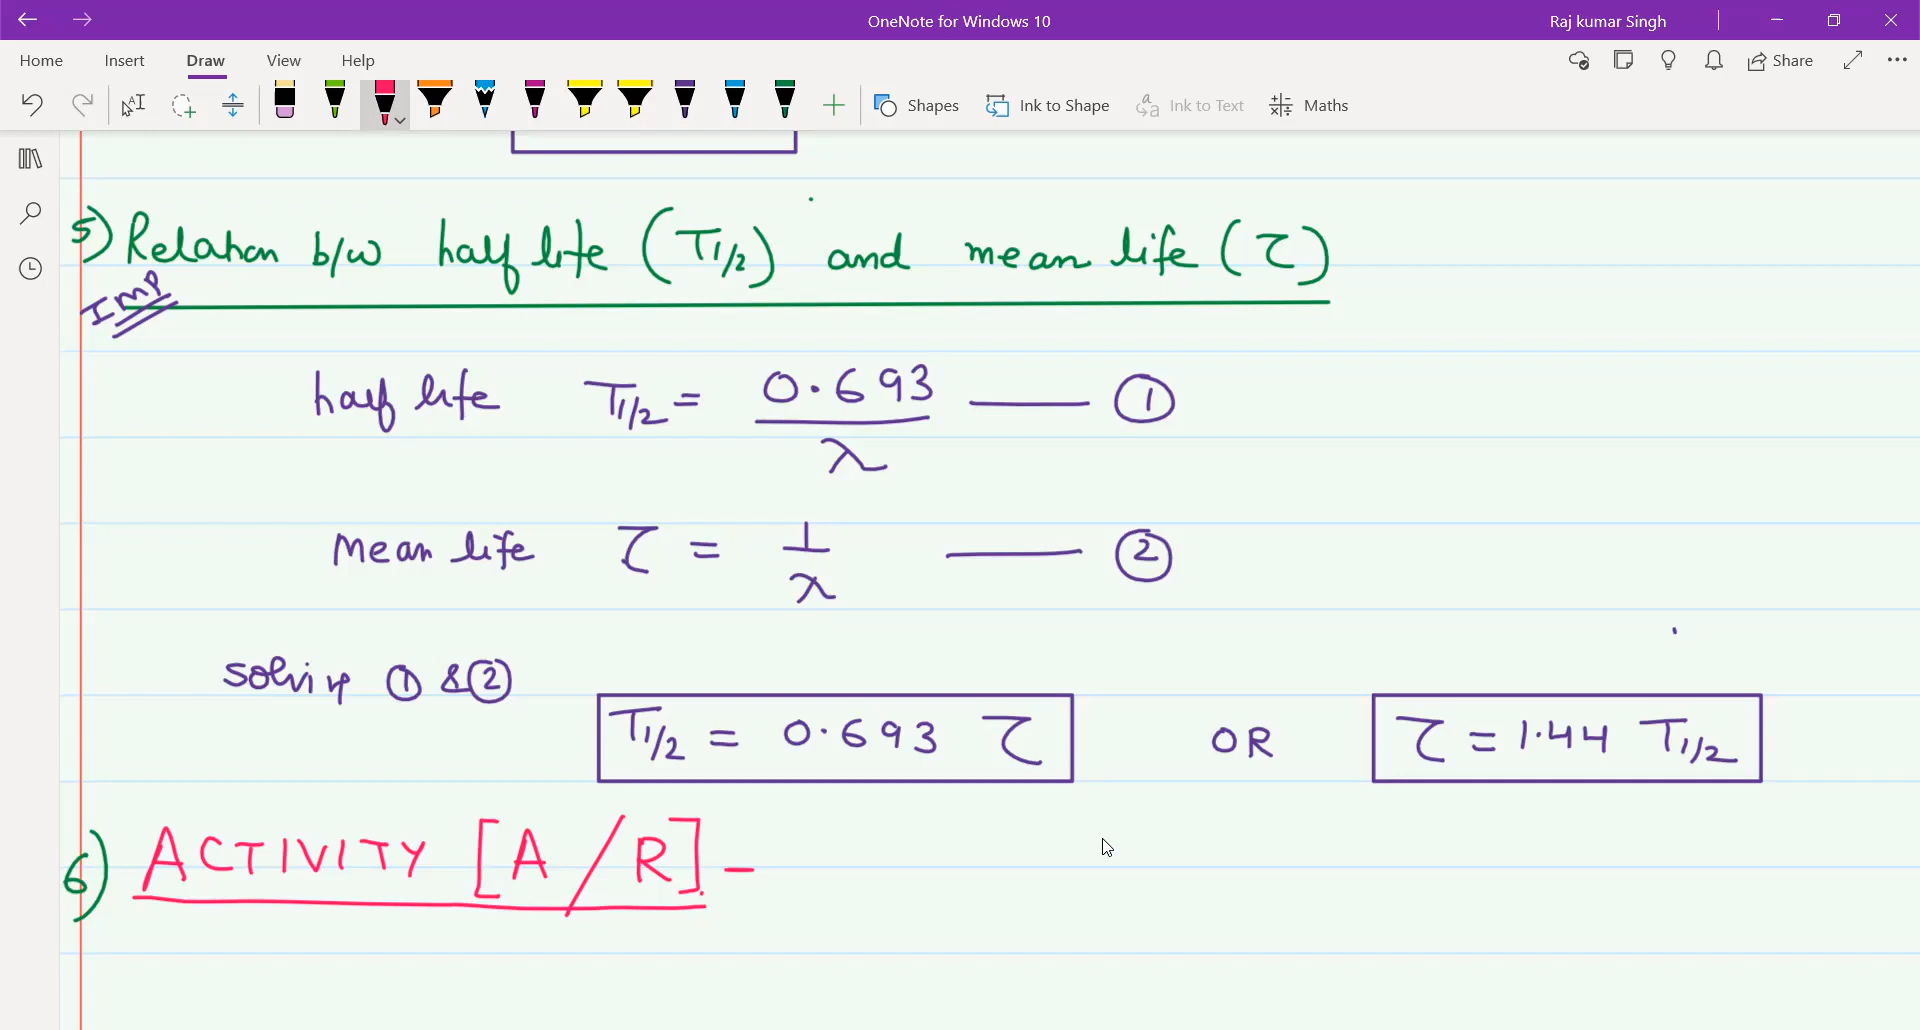 OneNote for Windows 10
Raj kumar Singh
Home Insert Draw View Help
Share
Shapes Ink to Shape Ink to Text Maths
5) Relation b/w half life (T1/2) and mean life (τ)
Imp
half life T1/2 = 0.693/λ —— ①
Mean life τ = 1/λ —— ②
solving ① & ②
T1/2 = 0.693 τ OR τ = 1.44 T1/2
6) ACTIVITY [A/R] –